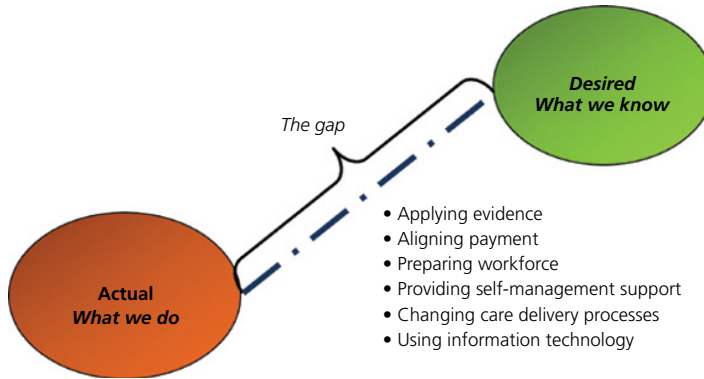 Desired
What we know
The gap
• Applying evidence
• Aligning payment
• Preparing workforce
• Providing self-management support
• Changing care delivery processes
• Using information technology
Actual
What we do